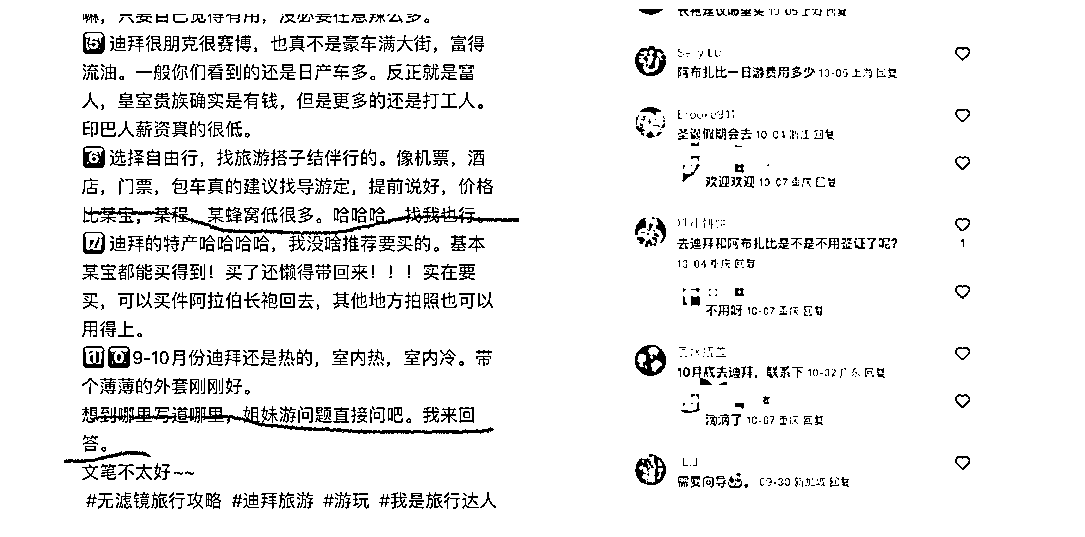 嘛，只要自己觉得有用，没必要在意辣么多。
5 迪拜很朋克很赛博，也真不是豪车满大街，富得
流油。一般你们看到的还是日产车多。反正就是富
人，皇室贵族确实是有钱，但是更多的还是打工人。
印巴人薪资真的很低。
6 选择自由行，找旅游搭子结伴行的。像机票，酒
店，门票，包车真的建议找导游定，提前说好，价格
比某宝，某程，某蜂窝低很多。哈哈哈，找我也行。
7 迪拜的特产哈哈哈哈，我没啥推荐要买的。基本
某宝都能买得到！买了还懒得带回来！！！实在要
买，可以买件阿拉伯长袍回去，其他地方拍照也可以
用得上。
9-10月份迪拜还是热的，室内热，室内冷。带
个薄薄的外套刚刚好。
想到哪里写道哪里，姐妹游问题直接问吧。我来回
答。
文笔不太好~~
#无滤镜旅行攻略 #迪拜旅游 #游玩 #我是旅行达人
10-05 上海 回复
阿布扎比一日游费用多少 10-05 上海 回复
圣诞假期会去 10-04 浙江 回复
欢迎欢迎 10-07 重庆 回复
去迪拜和阿布扎比是不是不用签证了呢？
1
10-04 重庆 回复
不用呀 10-07 重庆 回复
10月底去迪拜，联系下 10-02 广东 回复
滴滴了 10-07 重庆 回复
需要向导 09-30 新加坡 回复